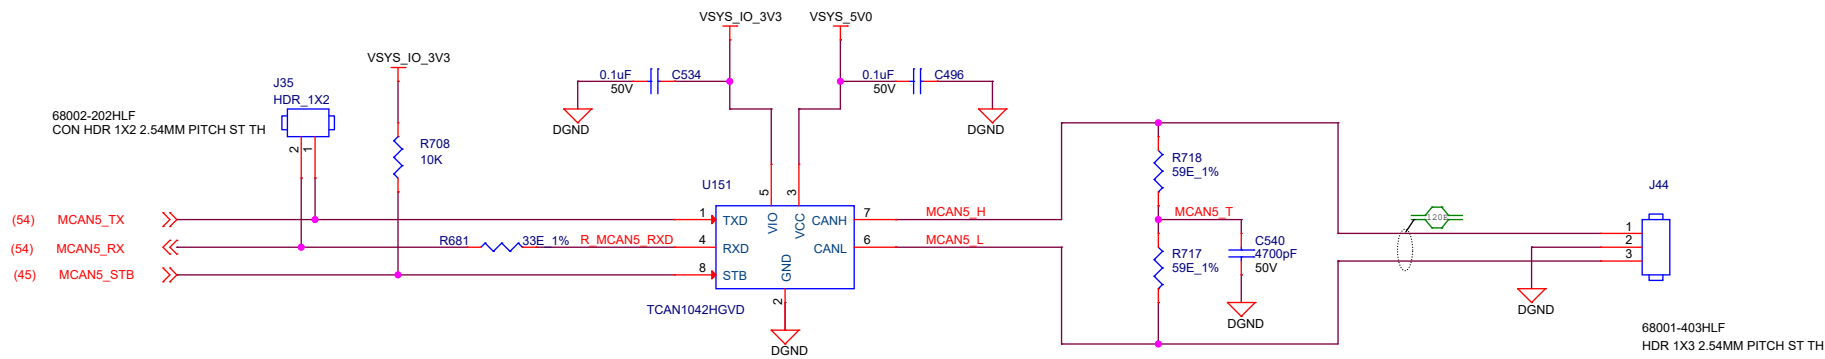 VSYS_IO_3V3
VSYS_5V0
VSYS_IO_3V3
0.1uF
C534
50V
0.1uF
C496
50V
J35
HDR_1X2
68002-202HLF
CON HDR 1X2 2.54MM PITCH ST TH
DGND
DGND
2
1
R708
10K
R718
59E_1%
U151
5
3
J44
(54)
MCAN5_TX
1
TXD
VIO
VCC
CANH
7
MCAN5_H
MCAN5_T
120E
1
(54)
MCAN5_RX
R681
33E_1%
R_MCAN5_RXD
4
RXD
CANL
6
MCAN5_L
R717
59E_1%
C540
4700pF
50V
2
3
(45)
MCAN5_STB
8
STB
GND
2
TCAN1042HGVD
DGND
DGND
DGND
68001-403HLF
HDR 1X3 2.54MM PITCH ST TH